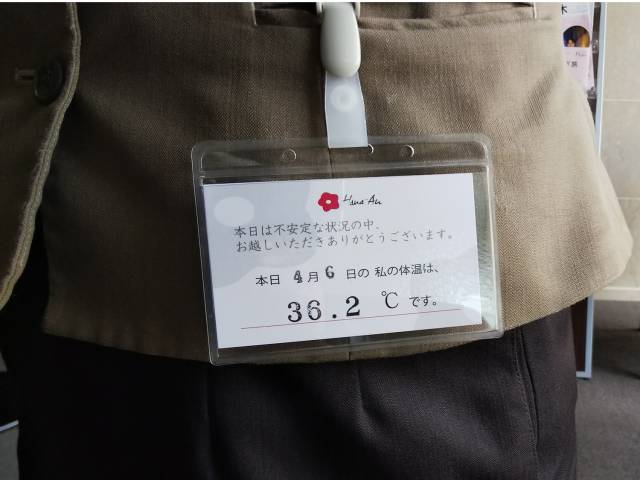 Hana-An
本日は不安定な状況の中、
お越しいただきありがとうございます。
本日 4月6日の 私の体温は、
36.2 ℃ です。